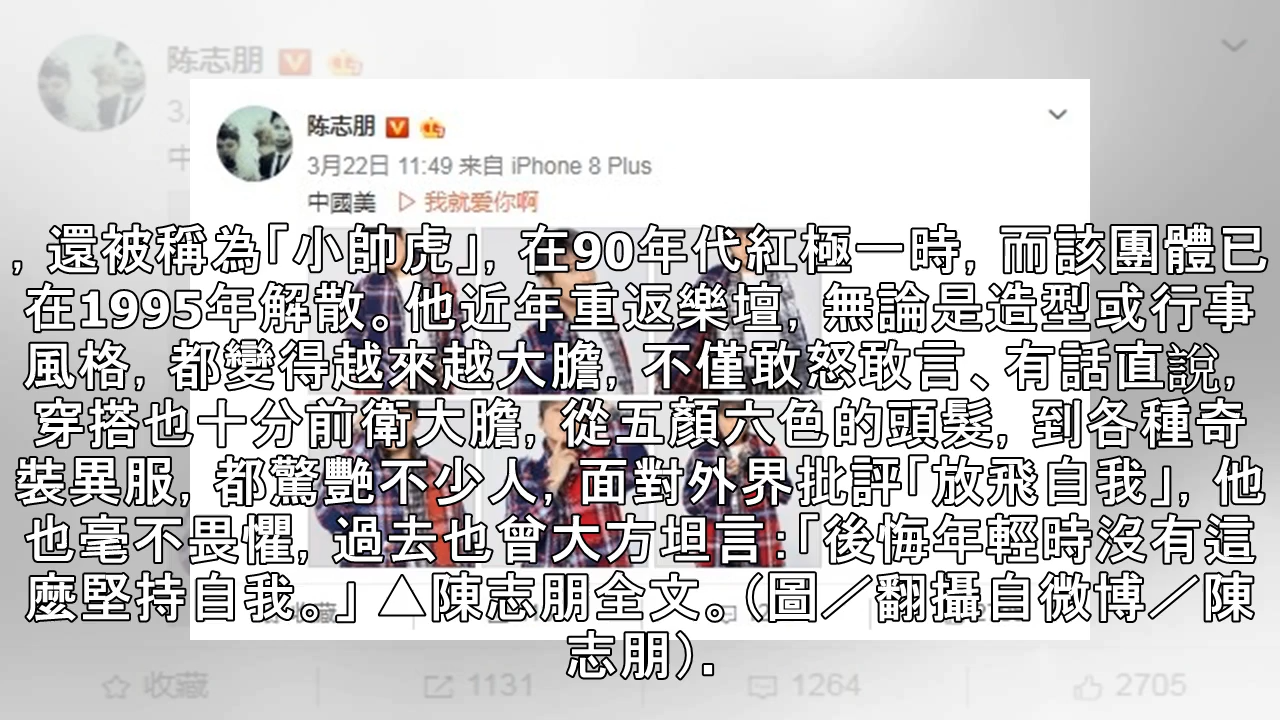 陈志朋
3月22日 11:49 来自 iPhone 8 Plus
中國美 ▷ 我就爱你啊
, 還被稱為「小帥虎」, 在90年代紅極一時, 而該團體已
在1995年解散。他近年重返樂壇, 無論是造型或行事
風格, 都變得越來越大膽, 不僅敢怒敢言、有話直說,
穿搭也十分前衛大膽, 從五顏六色的頭髮, 到各種奇
裝異服, 都驚艷不少人, 面對外界批評「放飛自我」, 他
也毫不畏懼, 過去也曾大方坦言:「後悔年輕時沒有這
麼堅持自我。」△陳志朋全文。(圖／翻攝自微博／陳
志朋).
陈志朋
3
中
收藏 1131 1264 2705